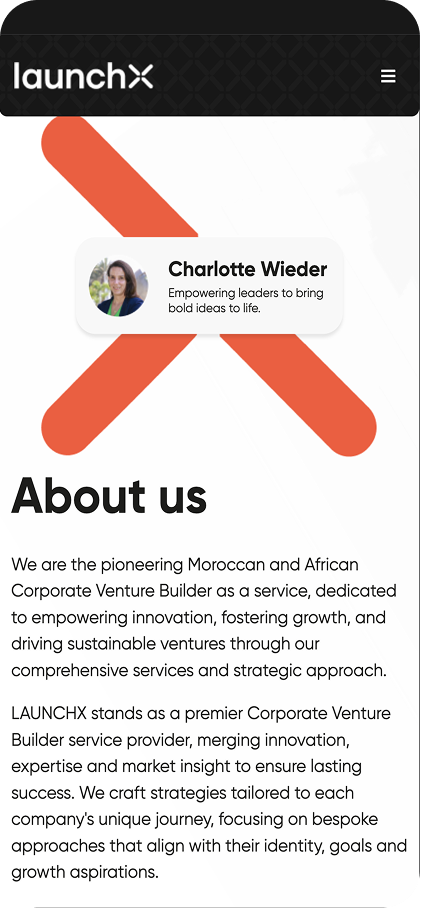 launchX
Charlotte Wieder
Empowering leaders to bring
bold ideas to life.
About us
We are the pioneering Moroccan and African
Corporate Venture Builder as a service, dedicated
to empowering innovation, fostering growth, and
driving sustainable ventures through our
comprehensive services and strategic approach.
LAUNCHX stands as a premier Corporate Venture
Builder service provider, merging innovation,
expertise and market insight to ensure lasting
success. We craft strategies tailored to each
company's unique journey, focusing on bespoke
approaches that align with their identity, goals and
growth aspirations.